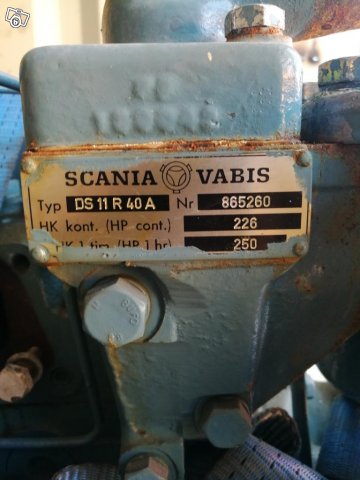 SCANIA VABIS
Typ DS 11 R 40 A Nr 865260
HK kont. (HP cont.) 226
HK 1 tim. (HP 1 hr) 250